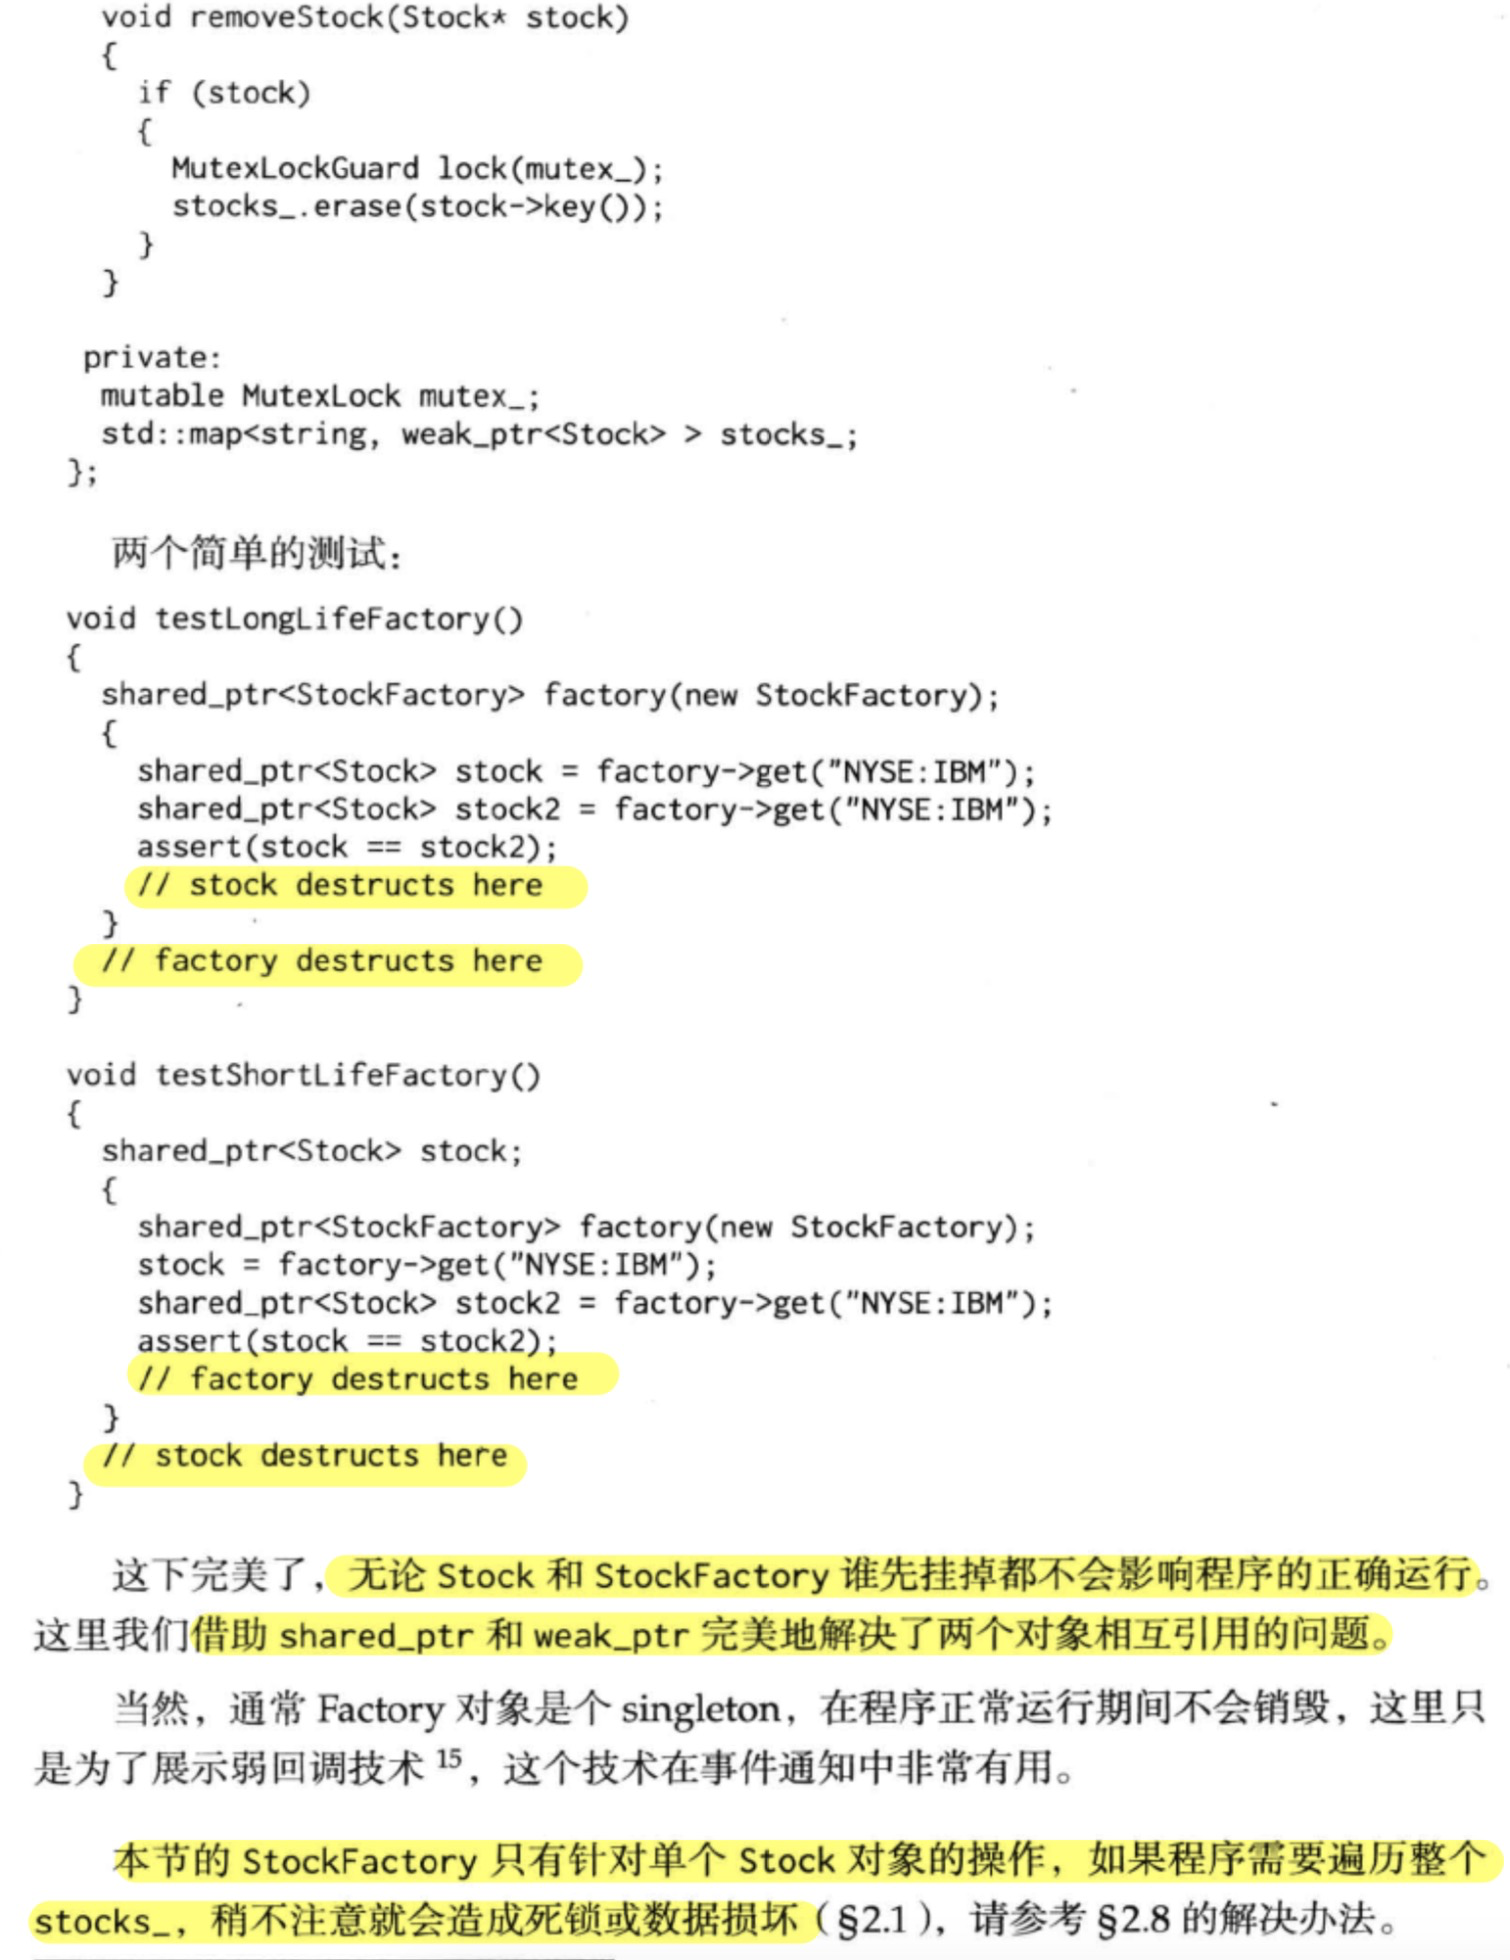 void removeStock(Stock* stock)
{
if (stock)
{
MutexLockGuard lock(mutex_);
stocks_.erase(stock->key());
}
}
private:
mutable MutexLock mutex_;
std::map<string, weak_ptr<Stock> > stocks_;
};
两个简单的测试：
void testLongLifeFactory()
{
shared_ptr<StockFactory> factory(new StockFactory);
{
shared_ptr<Stock> stock = factory->get("NYSE:IBM");
shared_ptr<Stock> stock2 = factory->get("NYSE:IBM");
assert(stock == stock2);
// stock destructs here
}
// factory destructs here
}
void testShortLifeFactory()
{
shared_ptr<Stock> stock;
{
shared_ptr<StockFactory> factory(new StockFactory);
stock = factory->get("NYSE:IBM");
shared_ptr<Stock> stock2 = factory->get("NYSE:IBM");
assert(stock == stock2);
// factory destructs here
}
// stock destructs here
}
这下完美了，无论 Stock 和 StockFactory 谁先挂掉都不会影响程序的正确运行。
这里我们借助 shared_ptr 和 weak_ptr 完美地解决了两个对象相互引用的问题。
当然，通常 Factory 对象是个 singleton，在程序正常运行期间不会销毁，这里只
是为了展示弱回调技术 15，这个技术在事件通知中非常有用。
本节的 StockFactory 只有针对单个 Stock 对象的操作，如果程序需要遍历整个
stocks_，稍不注意就会造成死锁或数据损坏（§2.1），请参考 §2.8 的解决办法。